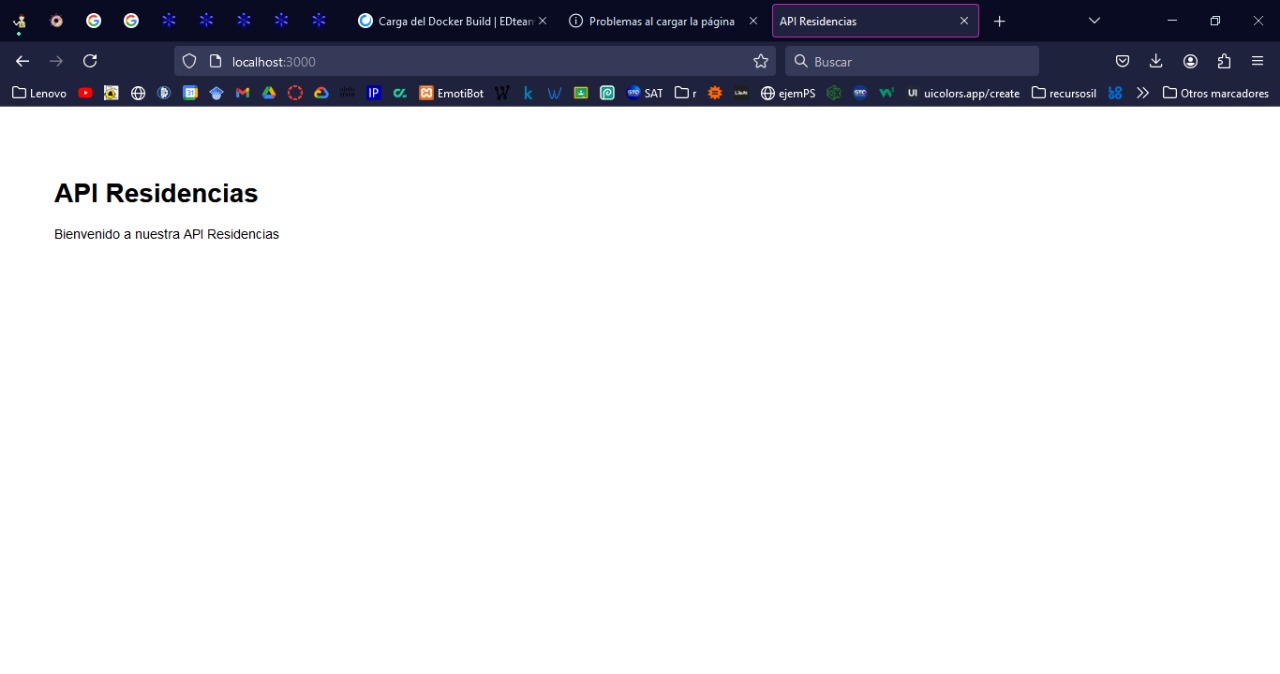 Carga del Docker Build | EDtean
Problemas al cargar la página
API Residencias
localhost:3000
Buscar
Lenovo
IP
EmotiBot
SAT
r
ejemPS
UI
uicolors.app/create
recursosil
Otros marcadores
API Residencias
Bienvenido a nuestra API Residencias